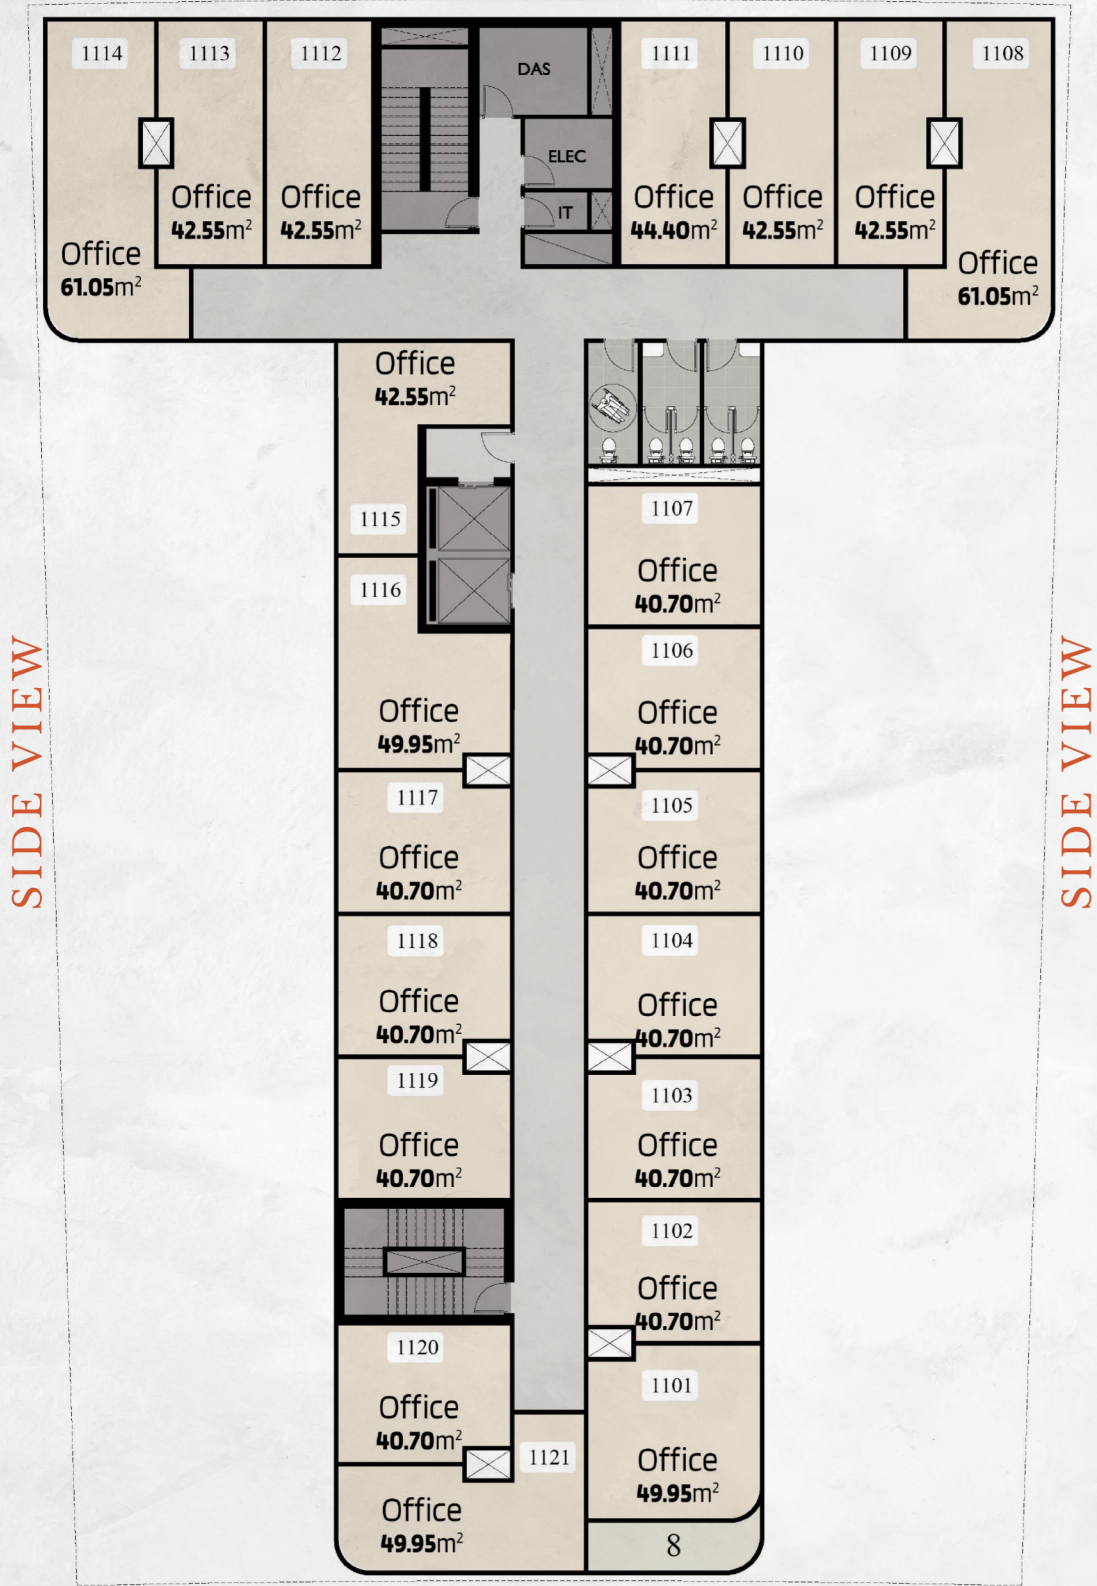 1114
1113
1112
DAS
ELEC
IT
1111
1110
1109
1108
Office
42.55m²
Office
42.55m²
Office
44.40m²
Office
42.55m²
Office
42.55m²
Office
61.05m²
Office
61.05m²
Office
42.55m²
1115
1107
Office
40.70m²
1116
Office
49.95m²
1106
Office
40.70m²
SIDE VIEW
SIDE VIEW
1117
Office
40.70m²
1105
Office
40.70m²
1118
Office
40.70m²
1104
Office
40.70m²
1119
Office
40.70m²
1103
Office
40.70m²
1102
Office
40.70m²
1120
Office
40.70m²
1101
Office
49.95m²
1121
Office
49.95m²
8